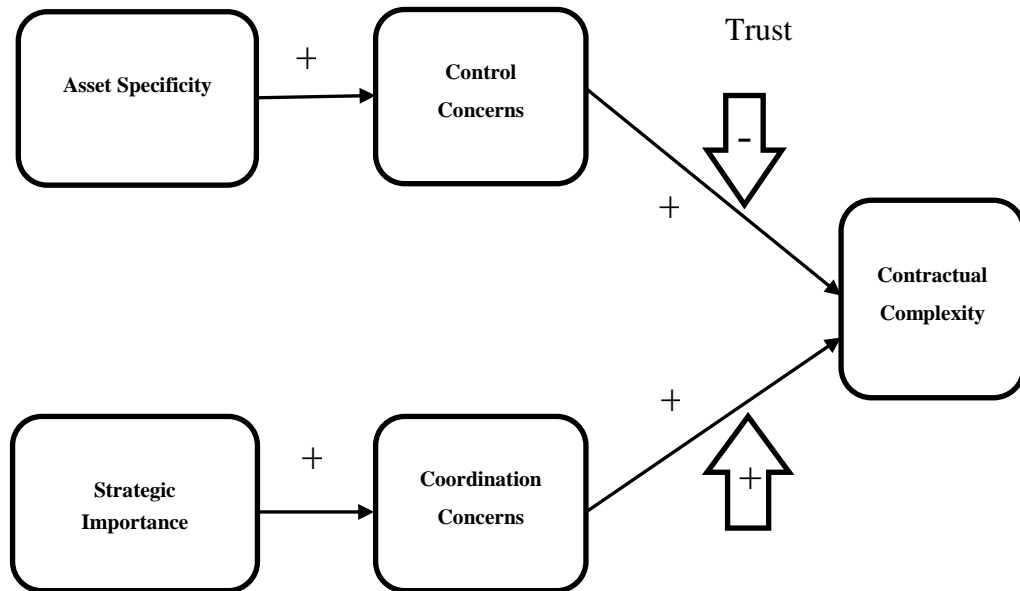 Trust
+
Asset Specificity
Control
Concerns
-
+
Contractual
Complexity
+
+
Strategic
Importance
Coordination
Concerns
+